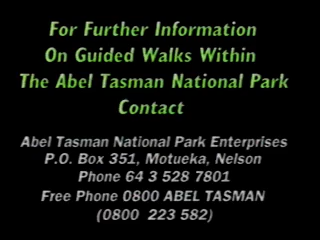 For Further Information
On Guided Walks Within
The Abel Tasman National Park
Contact
Abel Tasman National Park Enterprises
P.O. Box 351, Motueka, Nelson
Phone 64 3 528 7801
Free Phone 0800 ABEL TASMAN
(0800 223 582)